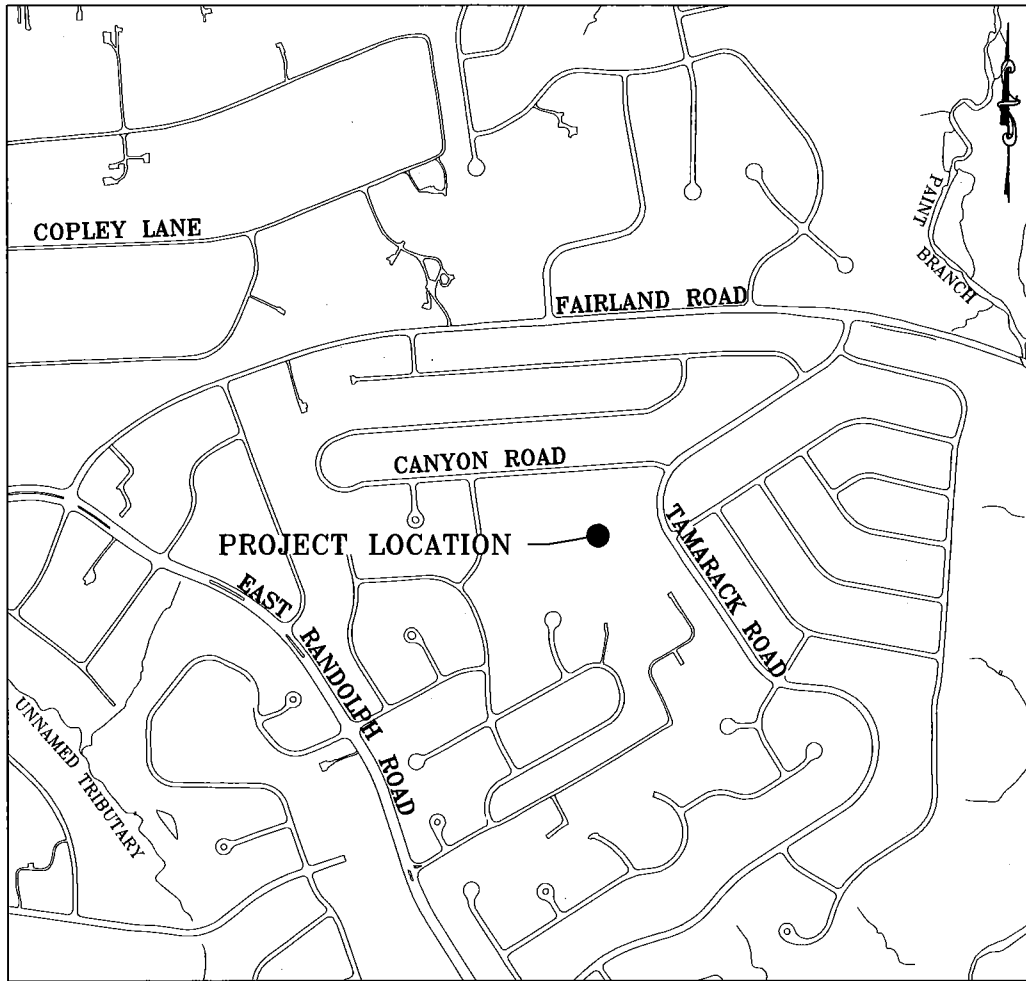 PAINT
BRANCH
COPLEY LANE
FAIRLAND ROAD
CANYON ROAD
TAMARACK ROAD
PROJECT LOCATION
EAST RANDOLPH ROAD
UNNAMED TRIBUTARY